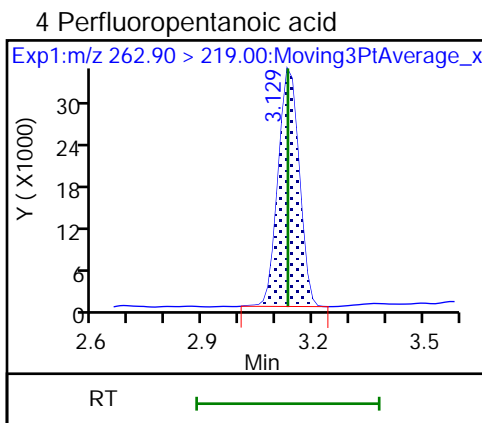 4 Perfluoropentanoic acid
Exp1:m/z 262.90 > 219.00:Moving3PtAverage_x
3.129
Y ( X1000)
30
24
18
12
6
0
2.6 2.9 3.2 3.5
Min
RT